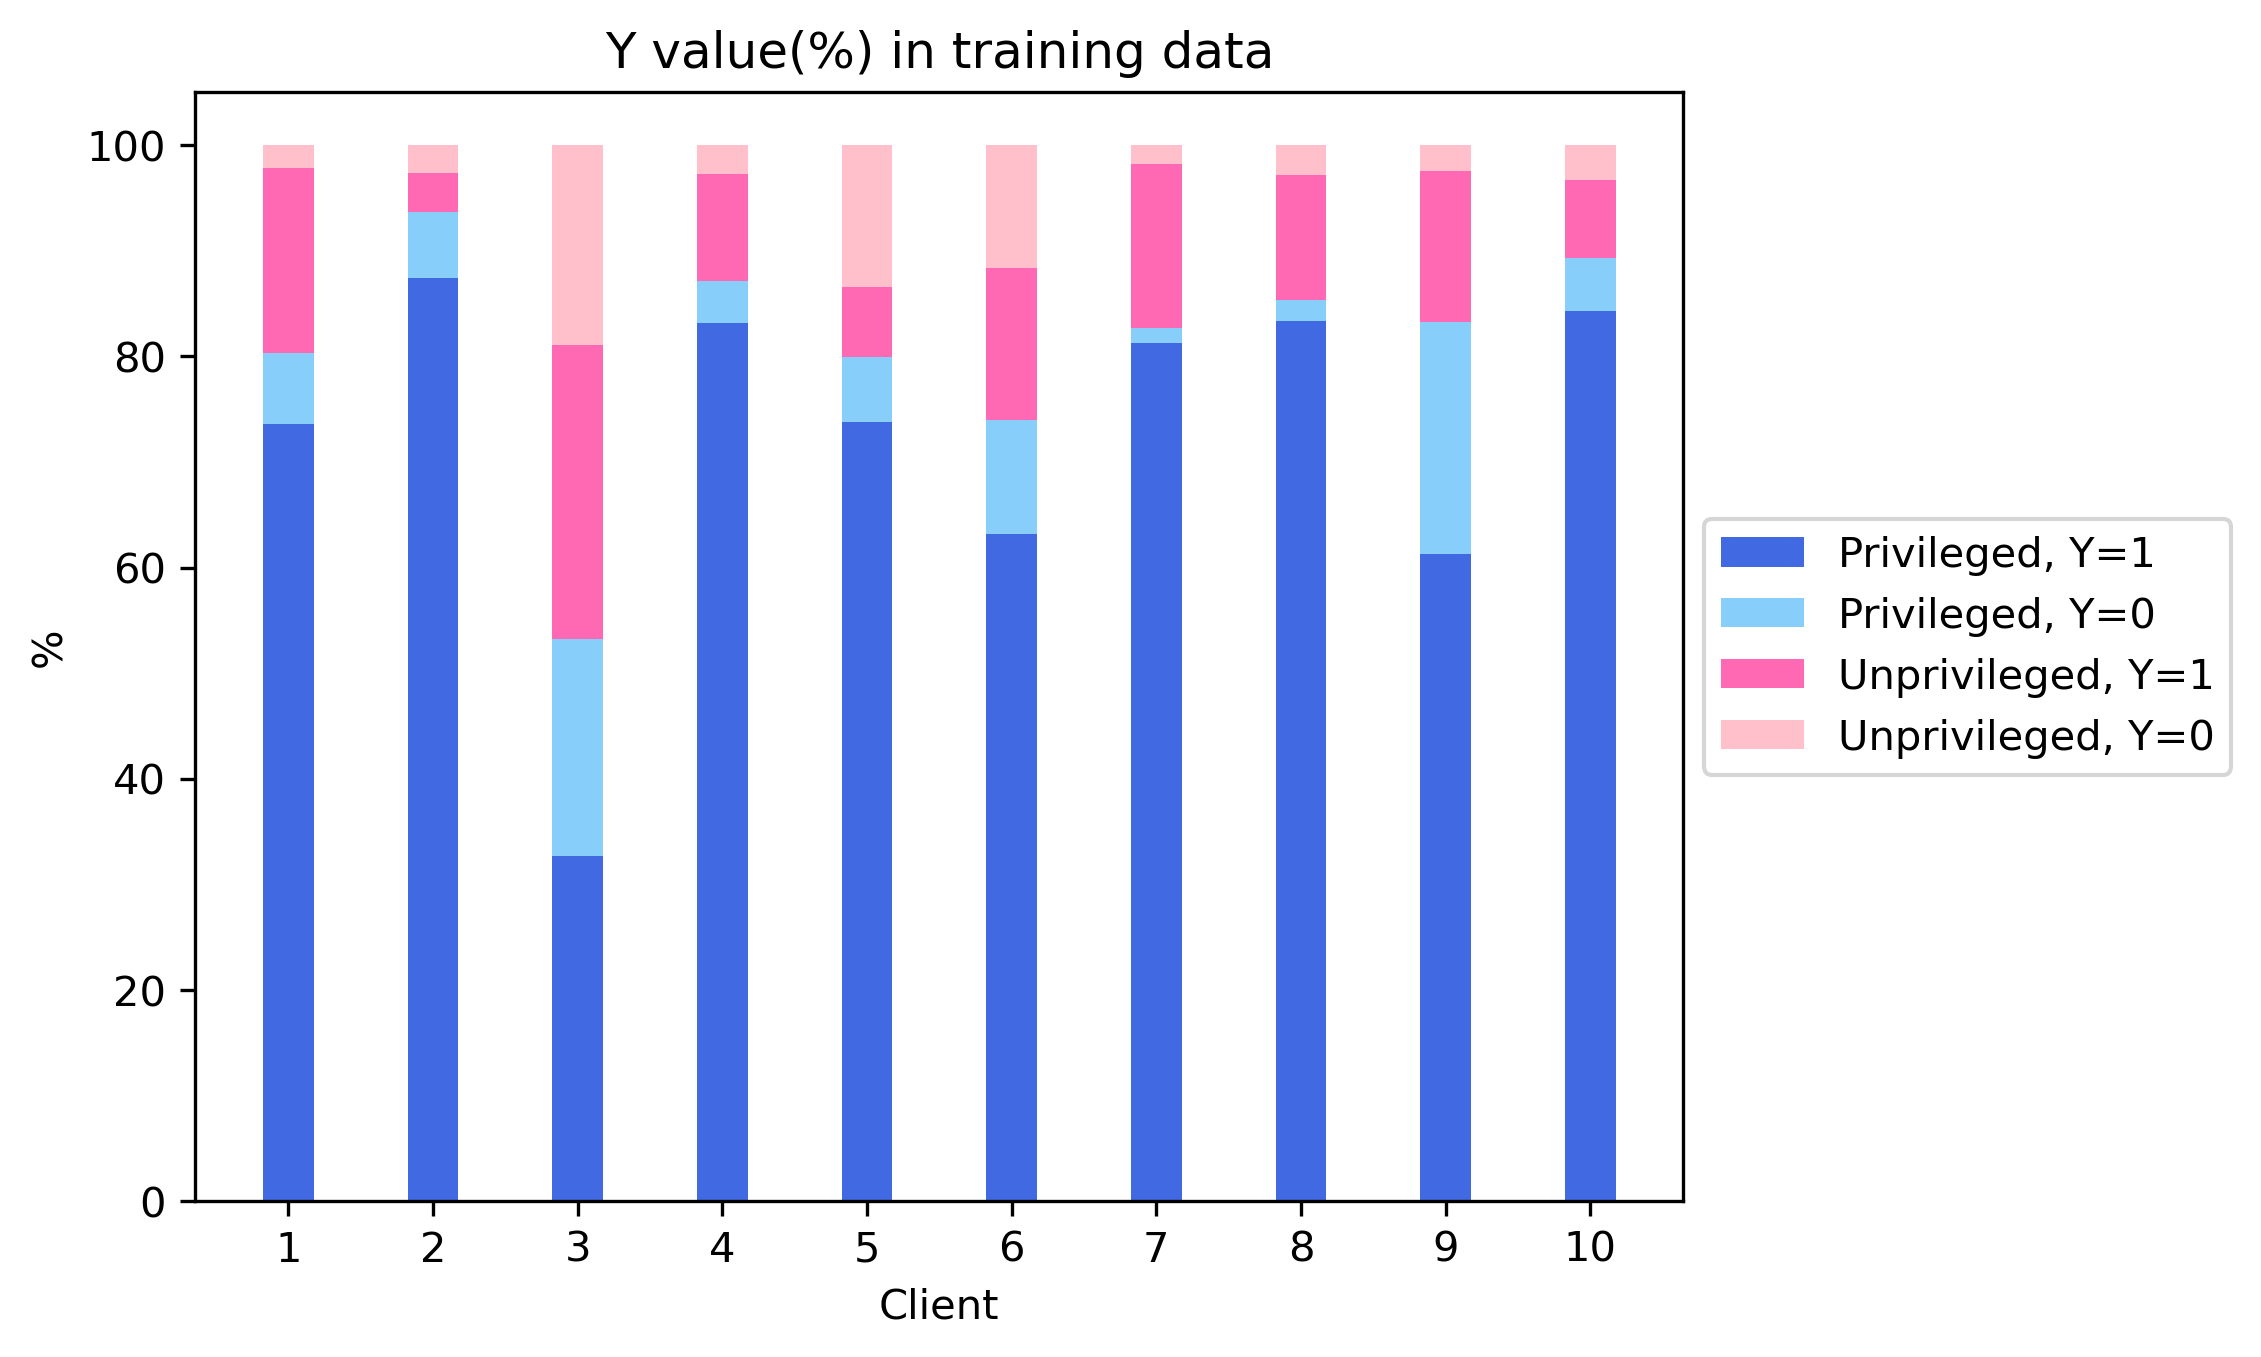 Y value(%) in training data
100
80
60
40
20
0
%
1 2 3 4 5 6 7 8 9 10
Client
Privileged, Y=1
Privileged, Y=0
Unprivileged, Y=1
Unprivileged, Y=0